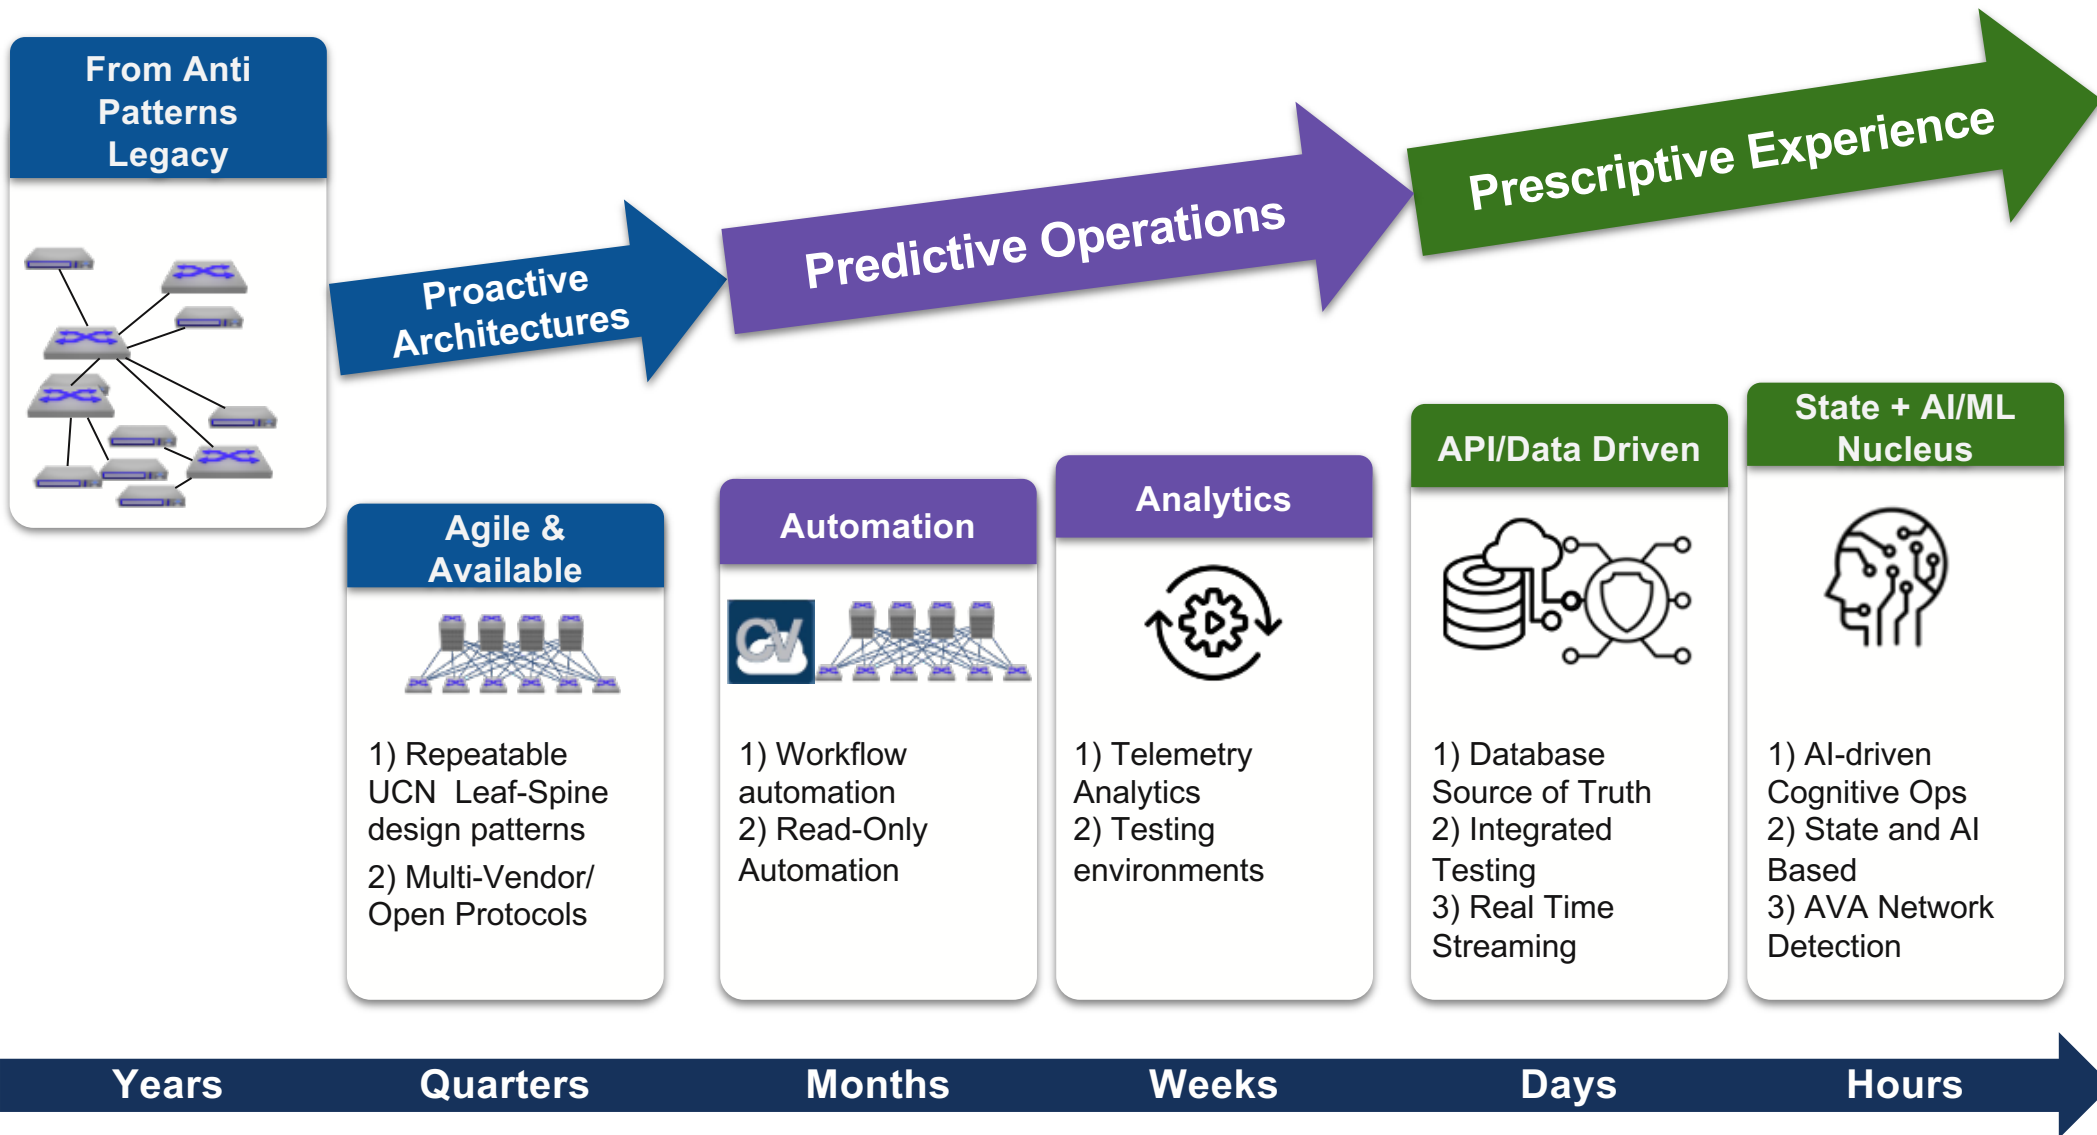 From Anti
Patterns
Legacy
Proactive
Architectures
Predictive Operations
Prescriptive Experience
Agile &
Available
1) Repeatable
UCN  Leaf-Spine
design patterns
2) Multi-Vendor/
Open Protocols
Automation
CV
1) Workflow
automation
2) Read-Only
Automation
Analytics
1) Telemetry
Analytics
2) Testing
environments
API/Data Driven
1) Database
Source of Truth
2) Integrated
Testing
3) Real Time
Streaming
State + AI/ML
Nucleus
1) AI-driven
Cognitive Ops
2) State and AI
Based
3) AVA Network
Detection
Years
Quarters
Months
Weeks
Days
Hours